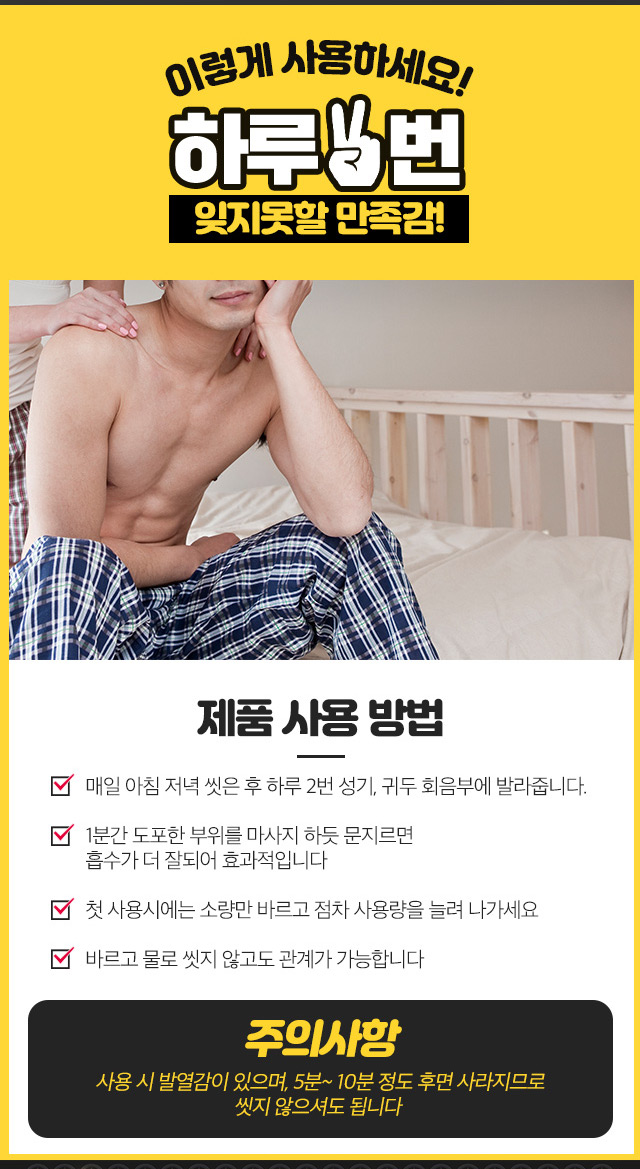 이렇게 사용하세요!
하루 번
잊지못할 만족감!
제품 사용 방법
매일 아침 저녁 씻은 후 하루 2번 성기, 귀두 회음부에 발라줍니다.
1분간 도포한 부위를 마사지 하듯 문지르면
흡수가 더 잘되어 효과적입니다
첫 사용시에는 소량만 바르고 점차 사용량을 늘려 나가세요
바르고 물로 씻지 않고도 관계가 가능합니다
주의사항
사용 시 발열감이 있으며, 5분~ 10분 정도 후면 사라지므로
씻지 않으셔도 됩니다